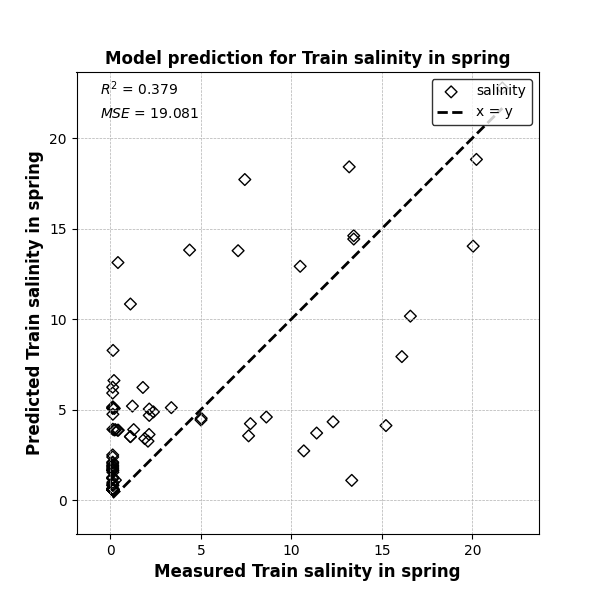 Model prediction for Train salinity in spring
R² = 0.379
MSE = 19.081
salinity
x = y
Predicted Train salinity in spring
20
15
10
5
0
0 5 10 15 20
Measured Train salinity in spring